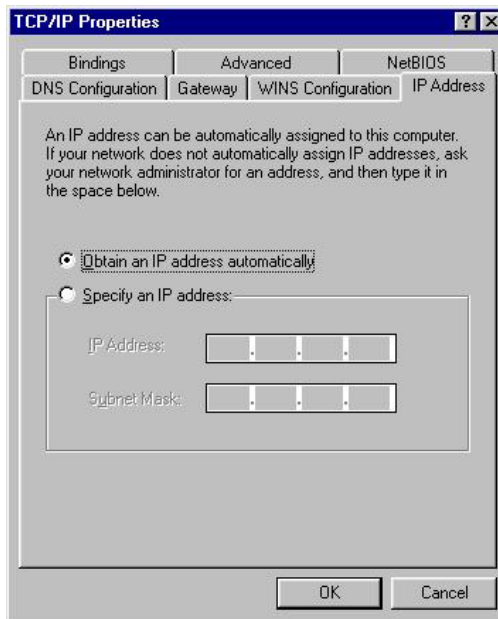 TCP/IP Properties
? ×
Bindings Advanced NetBIOS
DNS Configuration Gateway WINS Configuration IP Address
An IP address can be automatically assigned to this computer.
If your network does not automatically assign IP addresses, ask
your network administrator for an address, and then type it in
the space below.
Obtain an IP address automatically
Specify an IP address:
IP Address:
. . .
Subnet Mask:
. . .
OK Cancel